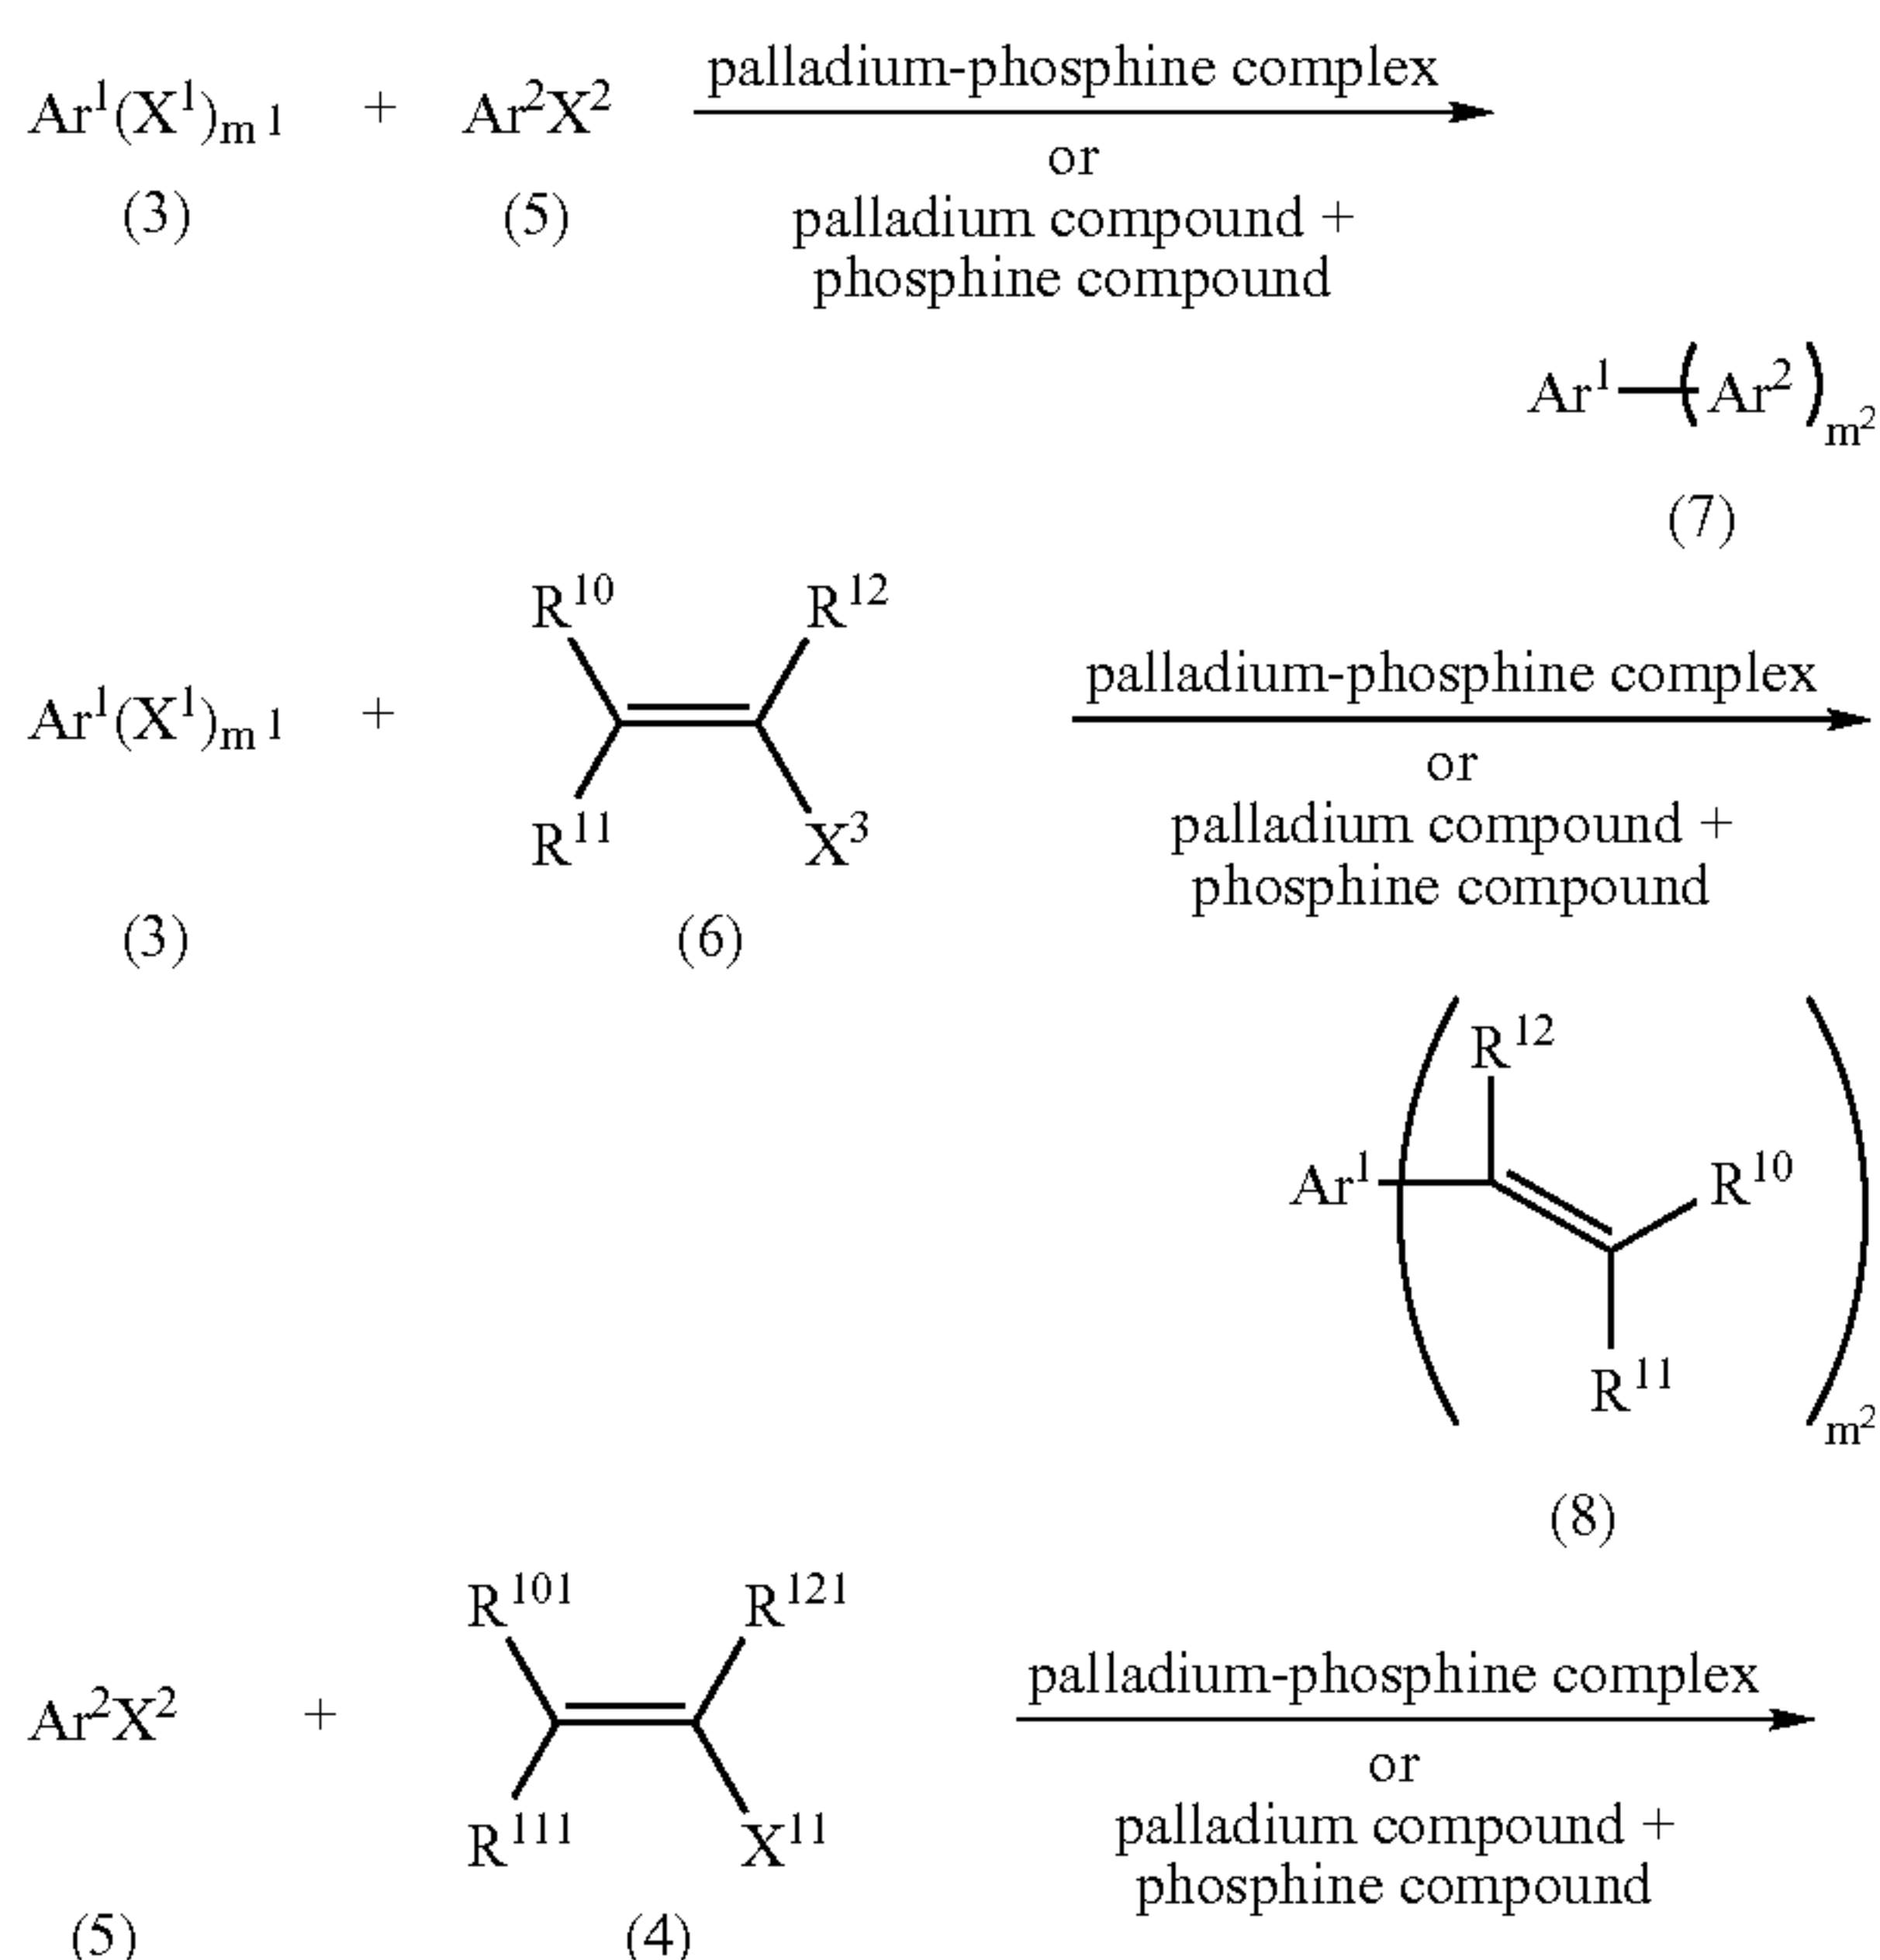 Ar¹(X¹)ₘ ₁ + Ar²X² palladium-phosphine complex
or
(3) (5) palladium compound +
phosphine compound
Ar¹ ( Ar² ) m²
(7)
R¹⁰ R¹²
palladium-phosphine complex
Ar¹(X¹)ₘ ₁ +
or
R¹¹ X³ palladium compound +
phosphine compound
(3) (6)
R¹²
Ar¹ R¹⁰
R¹¹
m²
(8)
R¹⁰¹ R¹²¹
palladium-phosphine complex
Ar²X² +
or
R¹¹¹ X¹¹ palladium compound +
phosphine compound
(5) (4)